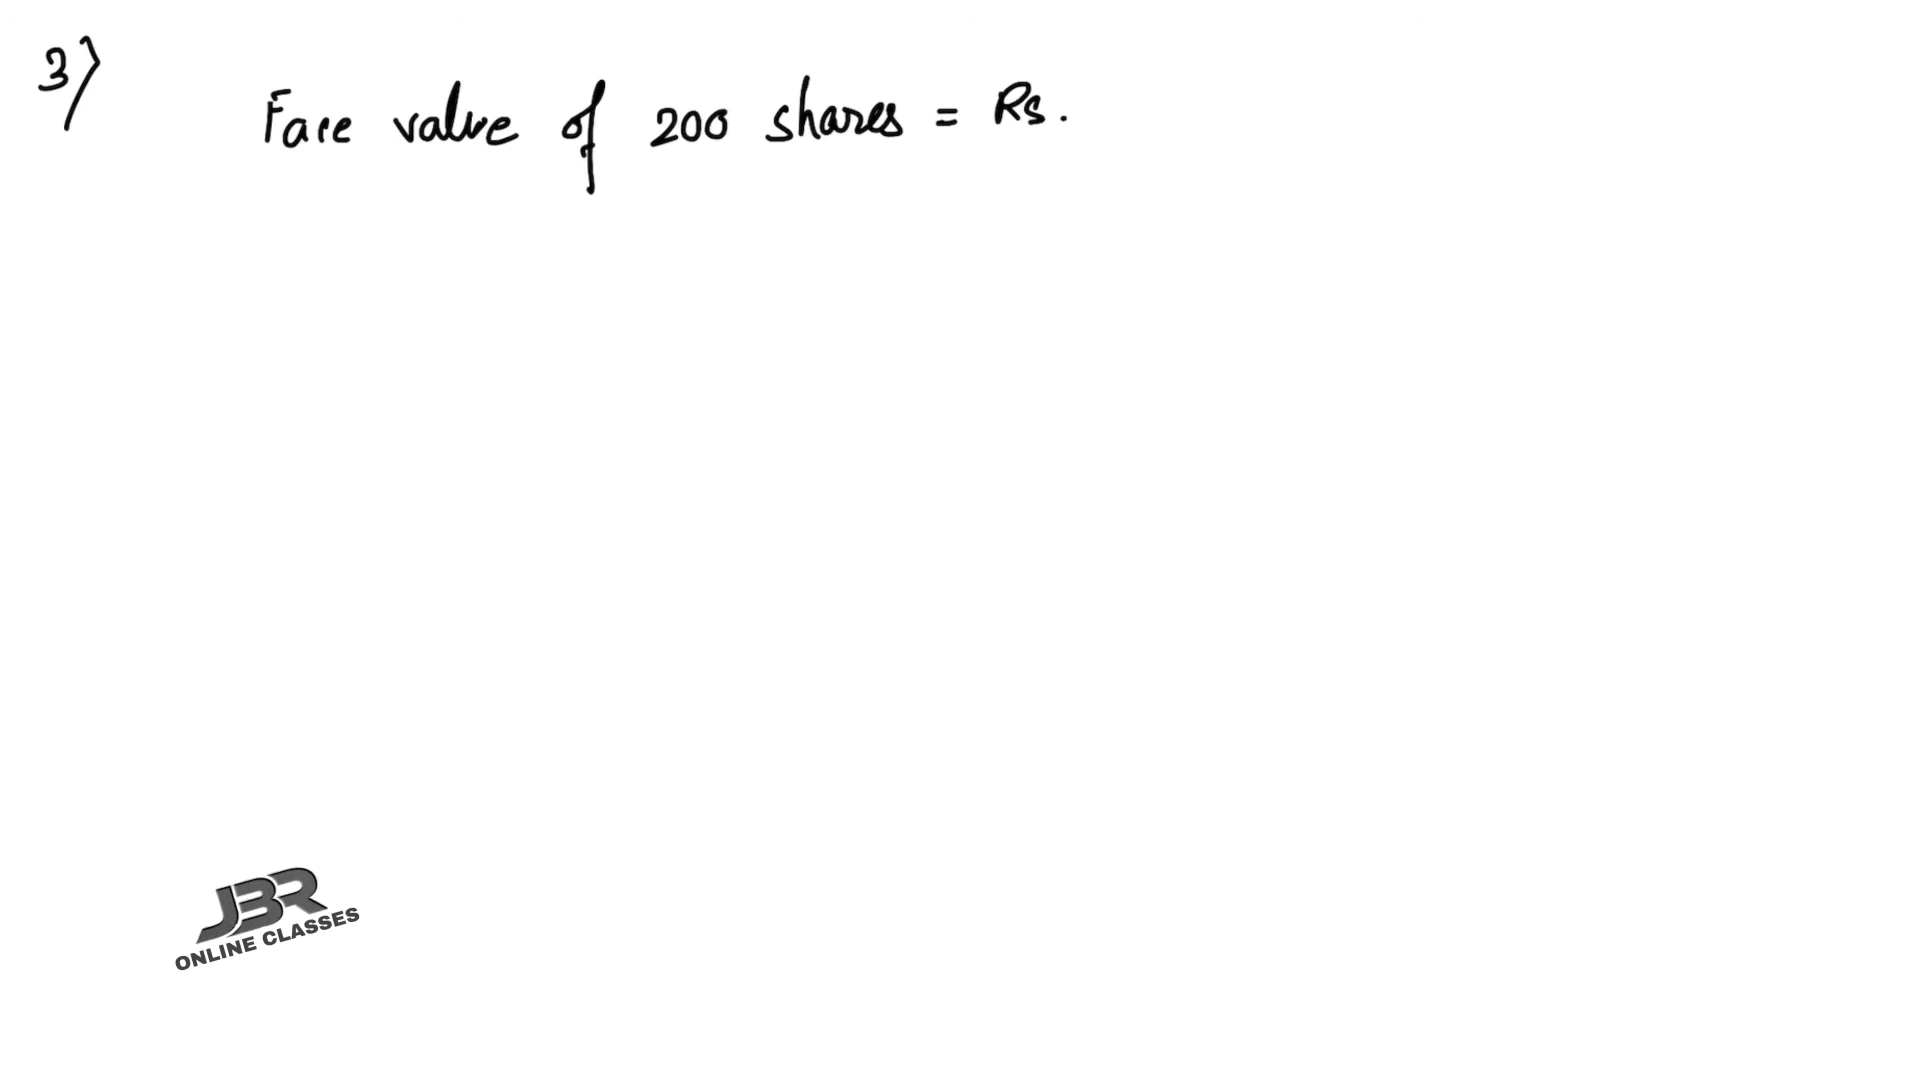 3)
Face value of 200 shares = Rs.
JBR
ONLINE CLASSES